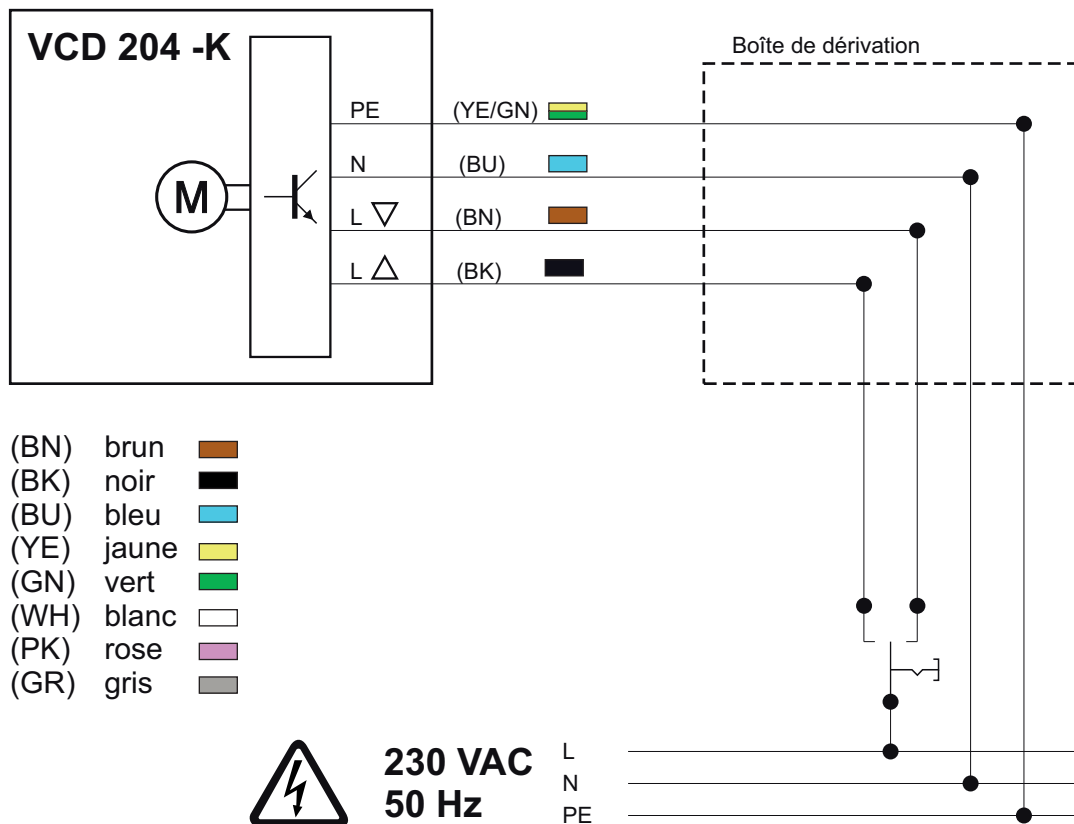 VCD 204 -K
Boîte de dérivation
PE (YE/GN)
N (BU)
L (BN)
L (BK)
M
(BN) brun
(BK) noir
(BU) bleu
(YE) jaune
(GN) vert
(WH) blanc
(PK) rose
(GR) gris
230 VAC
50 Hz
L
N
PE